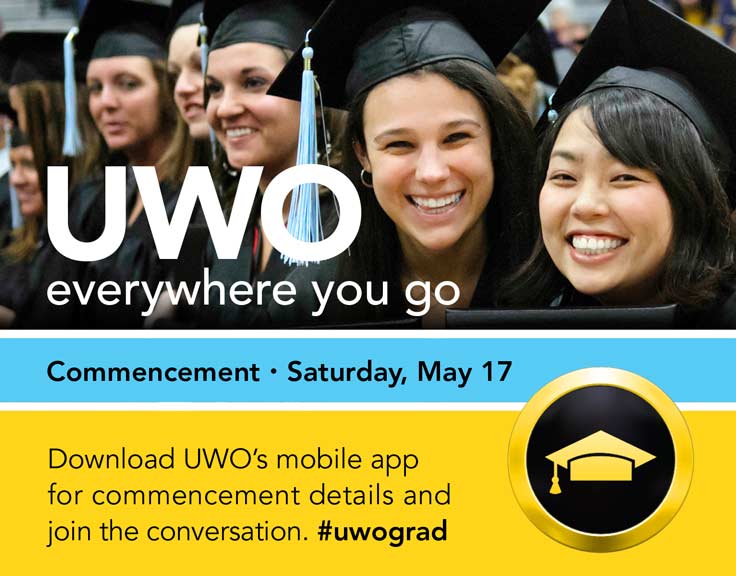 UWO
everywhere you go
Commencement · Saturday, May 17
Download UWO’s mobile app
for commencement details and
join the conversation. #uwograd